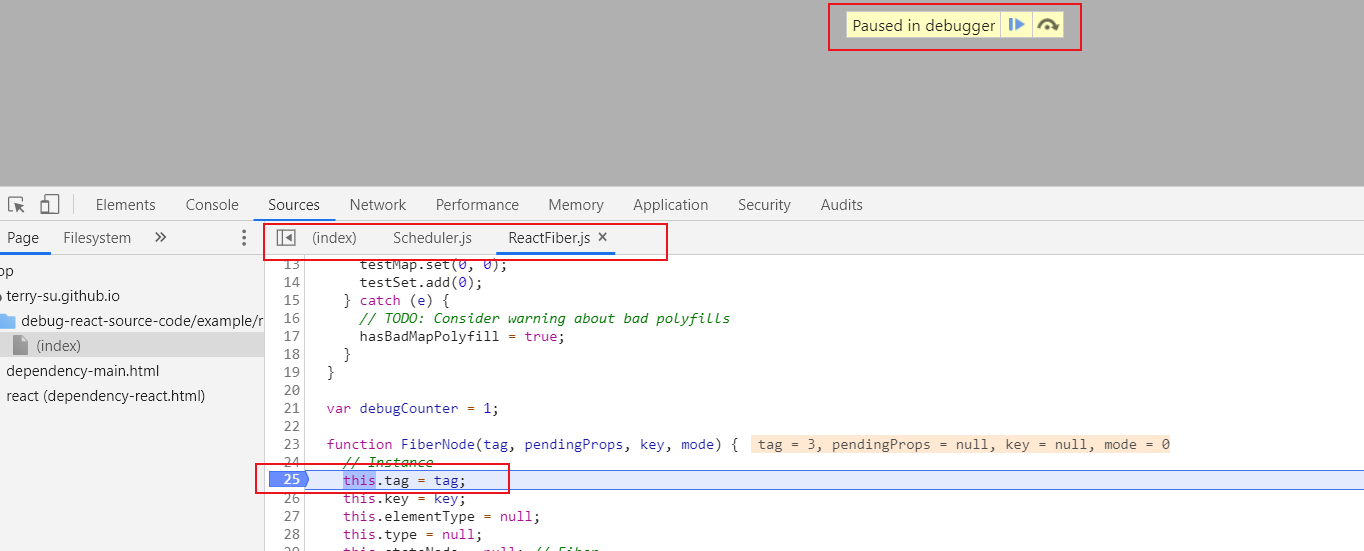 Paused in debugger
Elements Console Sources Network Performance Memory Application Security Audits
Page Filesystem » (index) Scheduler.js ReactFiber.js ×
op
terry-su.github.io
debug-react-source-code/example/r
(index)
dependency-main.html
react (dependency-react.html)
13 testMap.set(0, 0);
14 testSet.add(0);
15 } catch (e) {
16 // TODO: Consider warning about bad polyfills
17 hasBadMapPolyfill = true;
18 }
19 }
20
21 var debugCounter = 1;
22
23 function FiberNode(tag, pendingProps, key, mode) { tag = 3, pendingProps = null, key = null, mode = 0
24 // Instance
25 this.tag = tag;
26 this.key = key;
27 this.elementType = null;
28 this.type = null;
29 this.stateNode = null; // Fiber